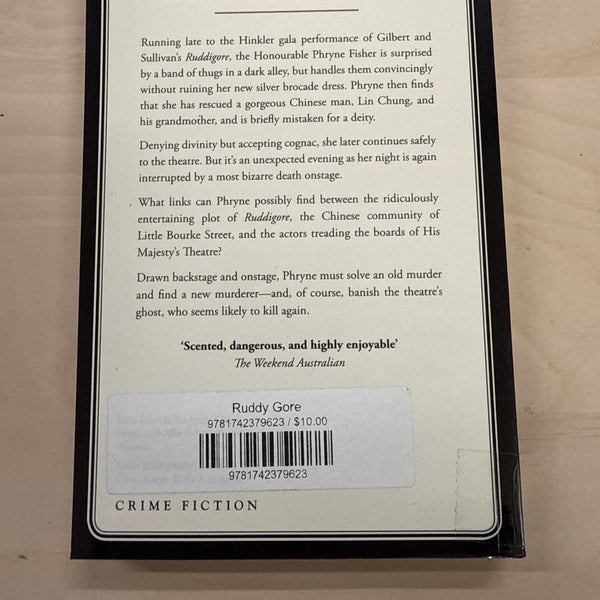 Running late to the Hinkler gala performance of Gilbert and
Sullivan's Ruddigore, the Honourable Phryne Fisher is surprised
by a band of thugs in a dark alley, but handles them convincingly
without ruining her new silver brocade dress. Phryne then finds
that she has rescued a gorgeous Chinese man, Lin Chung, and
his grandmother, and is briefly mistaken for a deity.
Denying divinity but accepting cognac, she later continues safely
to the theatre. But it's an unexpected evening as her night is again
interrupted by a most bizarre death onstage.
What links can Phryne possibly find between the ridiculously
entertaining plot of Ruddigore, the Chinese community of
Little Bourke Street, and the actors treading the boards of His
Majesty's Theatre?
Drawn backstage and onstage, Phryne must solve an old murder
and find a new murderer—and, of course, banish the theatre's
ghost, who seems likely to kill again.
'Scented, dangerous, and highly enjoyable'
The Weekend Australian
Ruddy Gore
9781742379623 / $10.00
9781742379623
CRIME FICTION